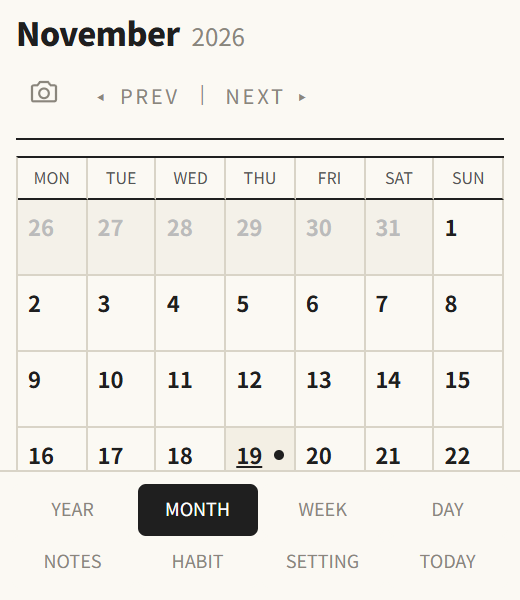 November 2026
◂ PREV | NEXT ▸
MON TUE WED THU FRI SAT SUN
26 27 28 29 30 31 1
2 3 4 5 6 7 8
9 10 11 12 13 14 15
16 17 18 19 20 21 22
YEAR MONTH WEEK DAY
NOTES HABIT SETTING TODAY